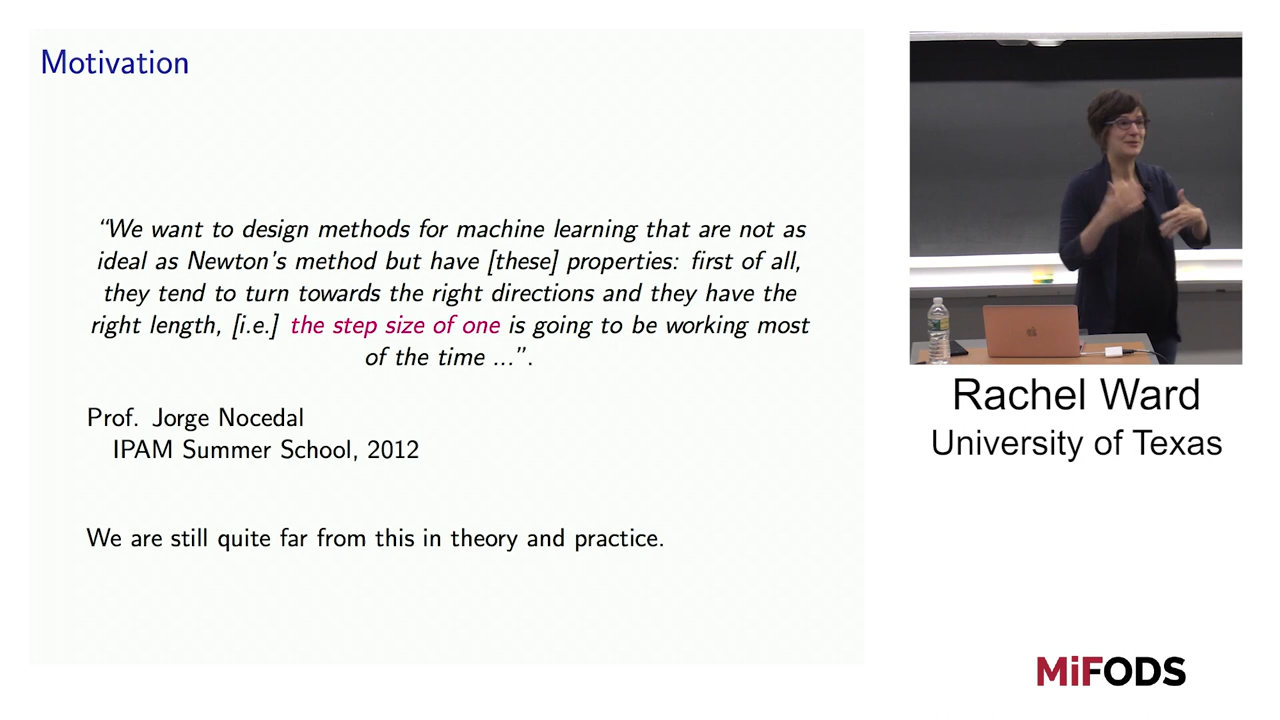 Motivation
“We want to design methods for machine learning that are not as
ideal as Newton's method but have [these] properties: first of all,
they tend to turn towards the right directions and they have the
right length, [i.e.] the step size of one is going to be working most
of the time ...”.
Prof. Jorge Nocedal
IPAM Summer School, 2012
We are still quite far from this in theory and practice.
Rachel Ward
University of Texas
MiFODS